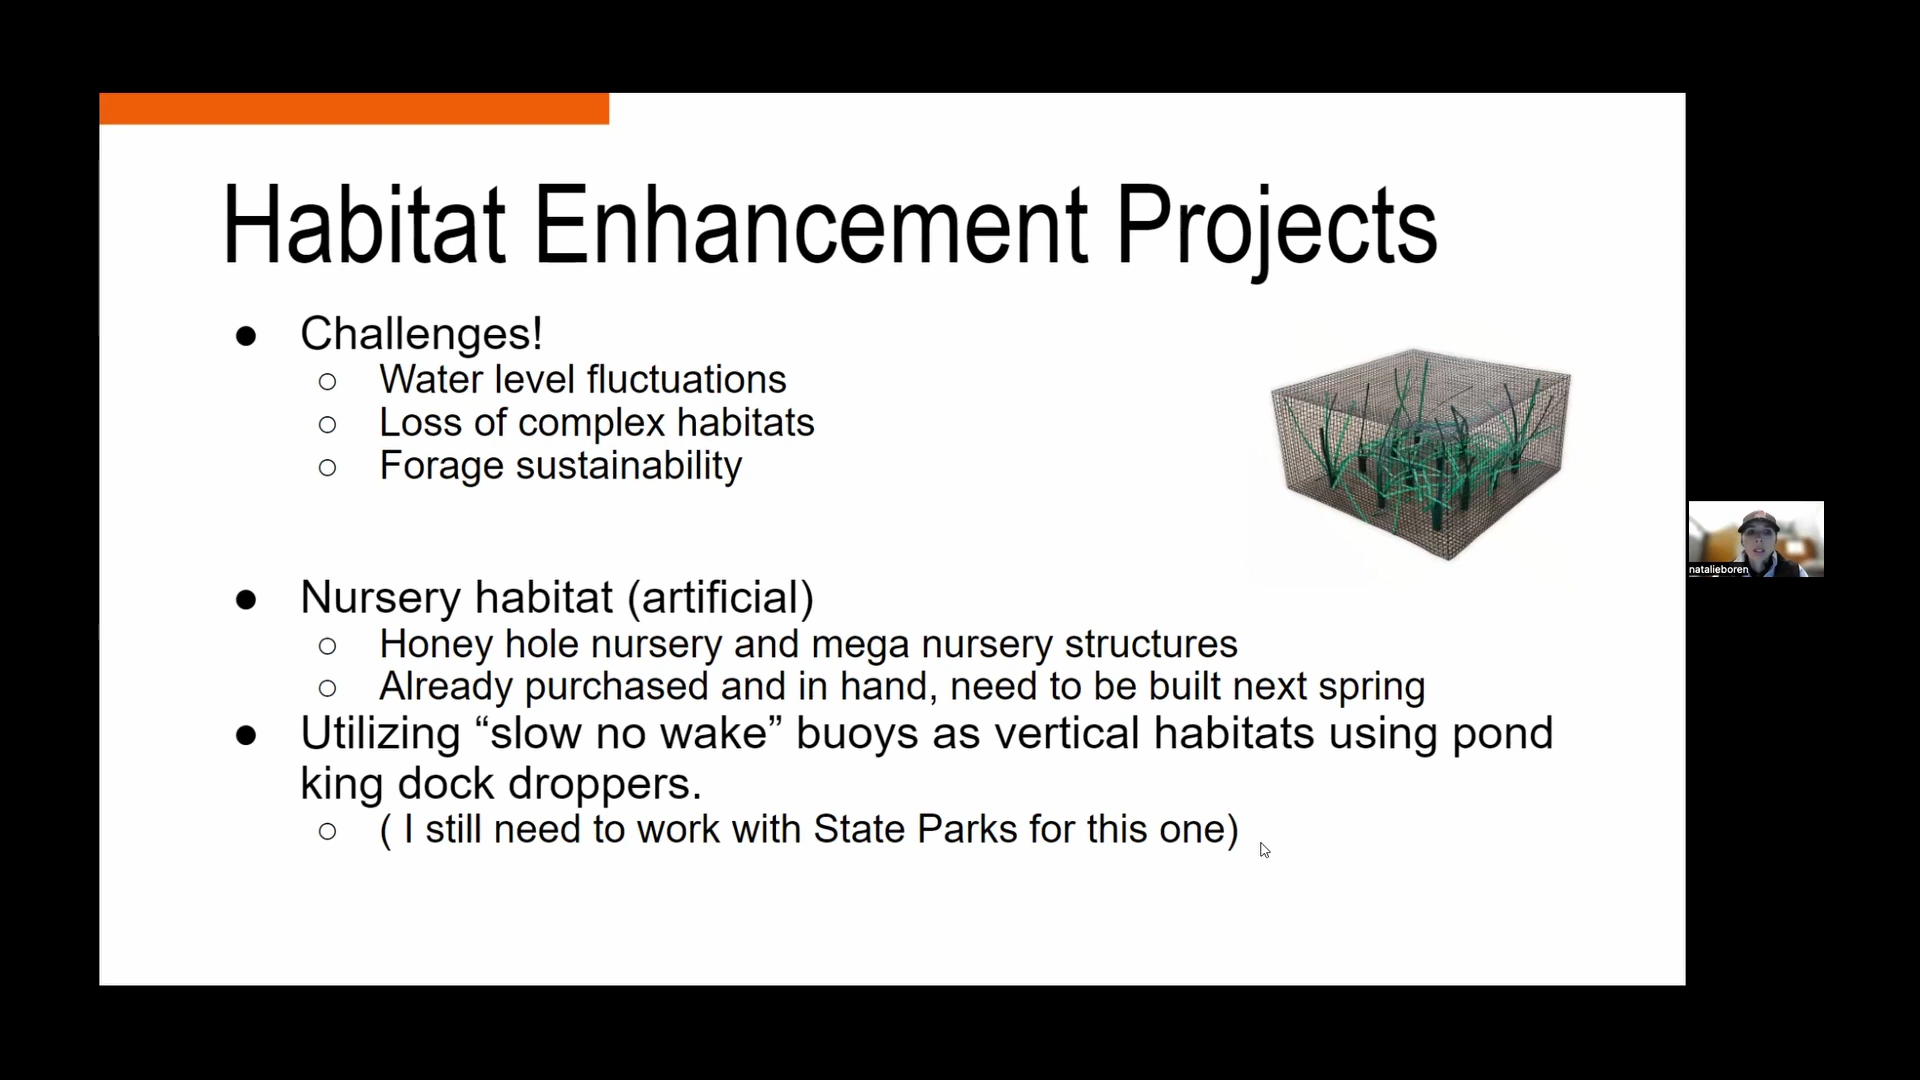 Habitat Enhancement Projects
● Challenges!
○ Water level fluctuations
○ Loss of complex habitats
○ Forage sustainability
● Nursery habitat (artificial)
○ Honey hole nursery and mega nursery structures
○ Already purchased and in hand, need to be built next spring
● Utilizing “slow no wake” buoys as vertical habitats using pond
king dock droppers.
○ ( I still need to work with State Parks for this one)
natalieboren